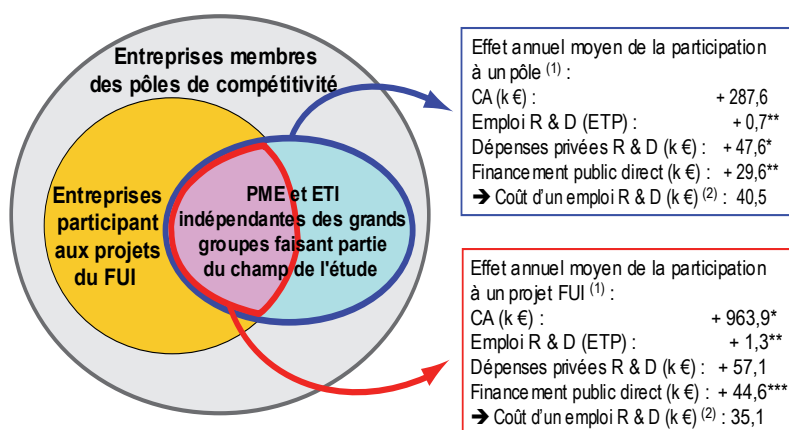 Entreprises membres
des pôles de compétitivité
Entreprises
participant
aux projets
du FUI
PME et ETI
indépendantes des grands
groupes faisant partie
du champ de l'étude
Effet annuel moyen de la participation
à un pôle (1) :
CA (k €) : + 287,6
Emploi R & D (ETP) : + 0,7**
Dépenses privées R & D (k €) : + 47,6*
Financement public direct (k €) : + 29,6**
➔ Coût d'un emploi R & D (k €) (2) : 40,5
Effet annuel moyen de la participation
à un projet FUI (1) :
CA (k €) : + 963,9*
Emploi R & D (ETP) : + 1,3**
Dépenses privées R & D (k €) : + 57,1
Financement public direct (k €) : + 44,6***
➔ Coût d'un emploi R & D (k €) (2) : 35,1